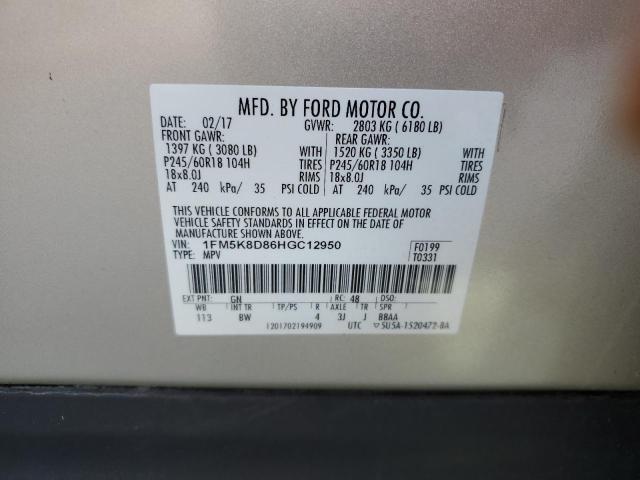 MFD. BY FORD MOTOR CO.
DATE: 02/17 GVWR: 2803 KG ( 6180 LB)
FRONT GAWR: REAR GAWR:
1397 KG ( 3080 LB) WITH 1520 KG ( 3350 LB) WITH
P245/60R18 104H TIRES P245/60R18 104H TIRES
18x8.0J RIMS 18x8.0J RIMS
AT 240 kPa/ 35 PSI COLD AT 240 kPa/ 35 PSI COLD
THIS VEHICLE CONFORMS TO ALL APPLICABLE FEDERAL MOTOR
VEHICLE SAFETY STANDARDS IN EFFECT ON THE DATE OF
MANUFACTURE SHOWN ABOVE.
VIN: 1FM5K8D86HGC12950 F0199
TYPE: MPV T0331
EXT PNT: GN RC: 48 DSO:
WB INT TR TP/PS R AXLE TR SPR
113 BW 4 3J J BBAA
1201702194909 UTC ▽5U5A-1520472-BA